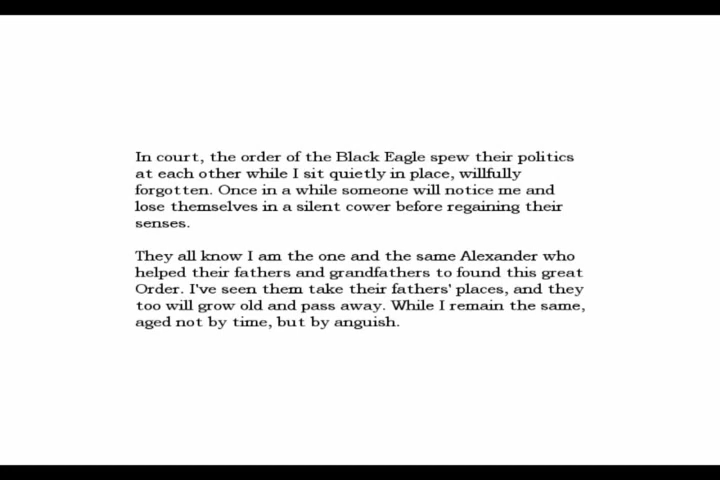 In court, the order of the Black Eagle spew their politics
at each other while I sit quietly in place, willfully
forgotten. Once in a while someone will notice me and
lose themselves in a silent cower before regaining their
senses.
They all know I am the one and the same Alexander who
helped their fathers and grandfathers to found this great
Order. I've seen them take their fathers' places, and they
too will grow old and pass away. While I remain the same,
aged not by time, but by anguish.